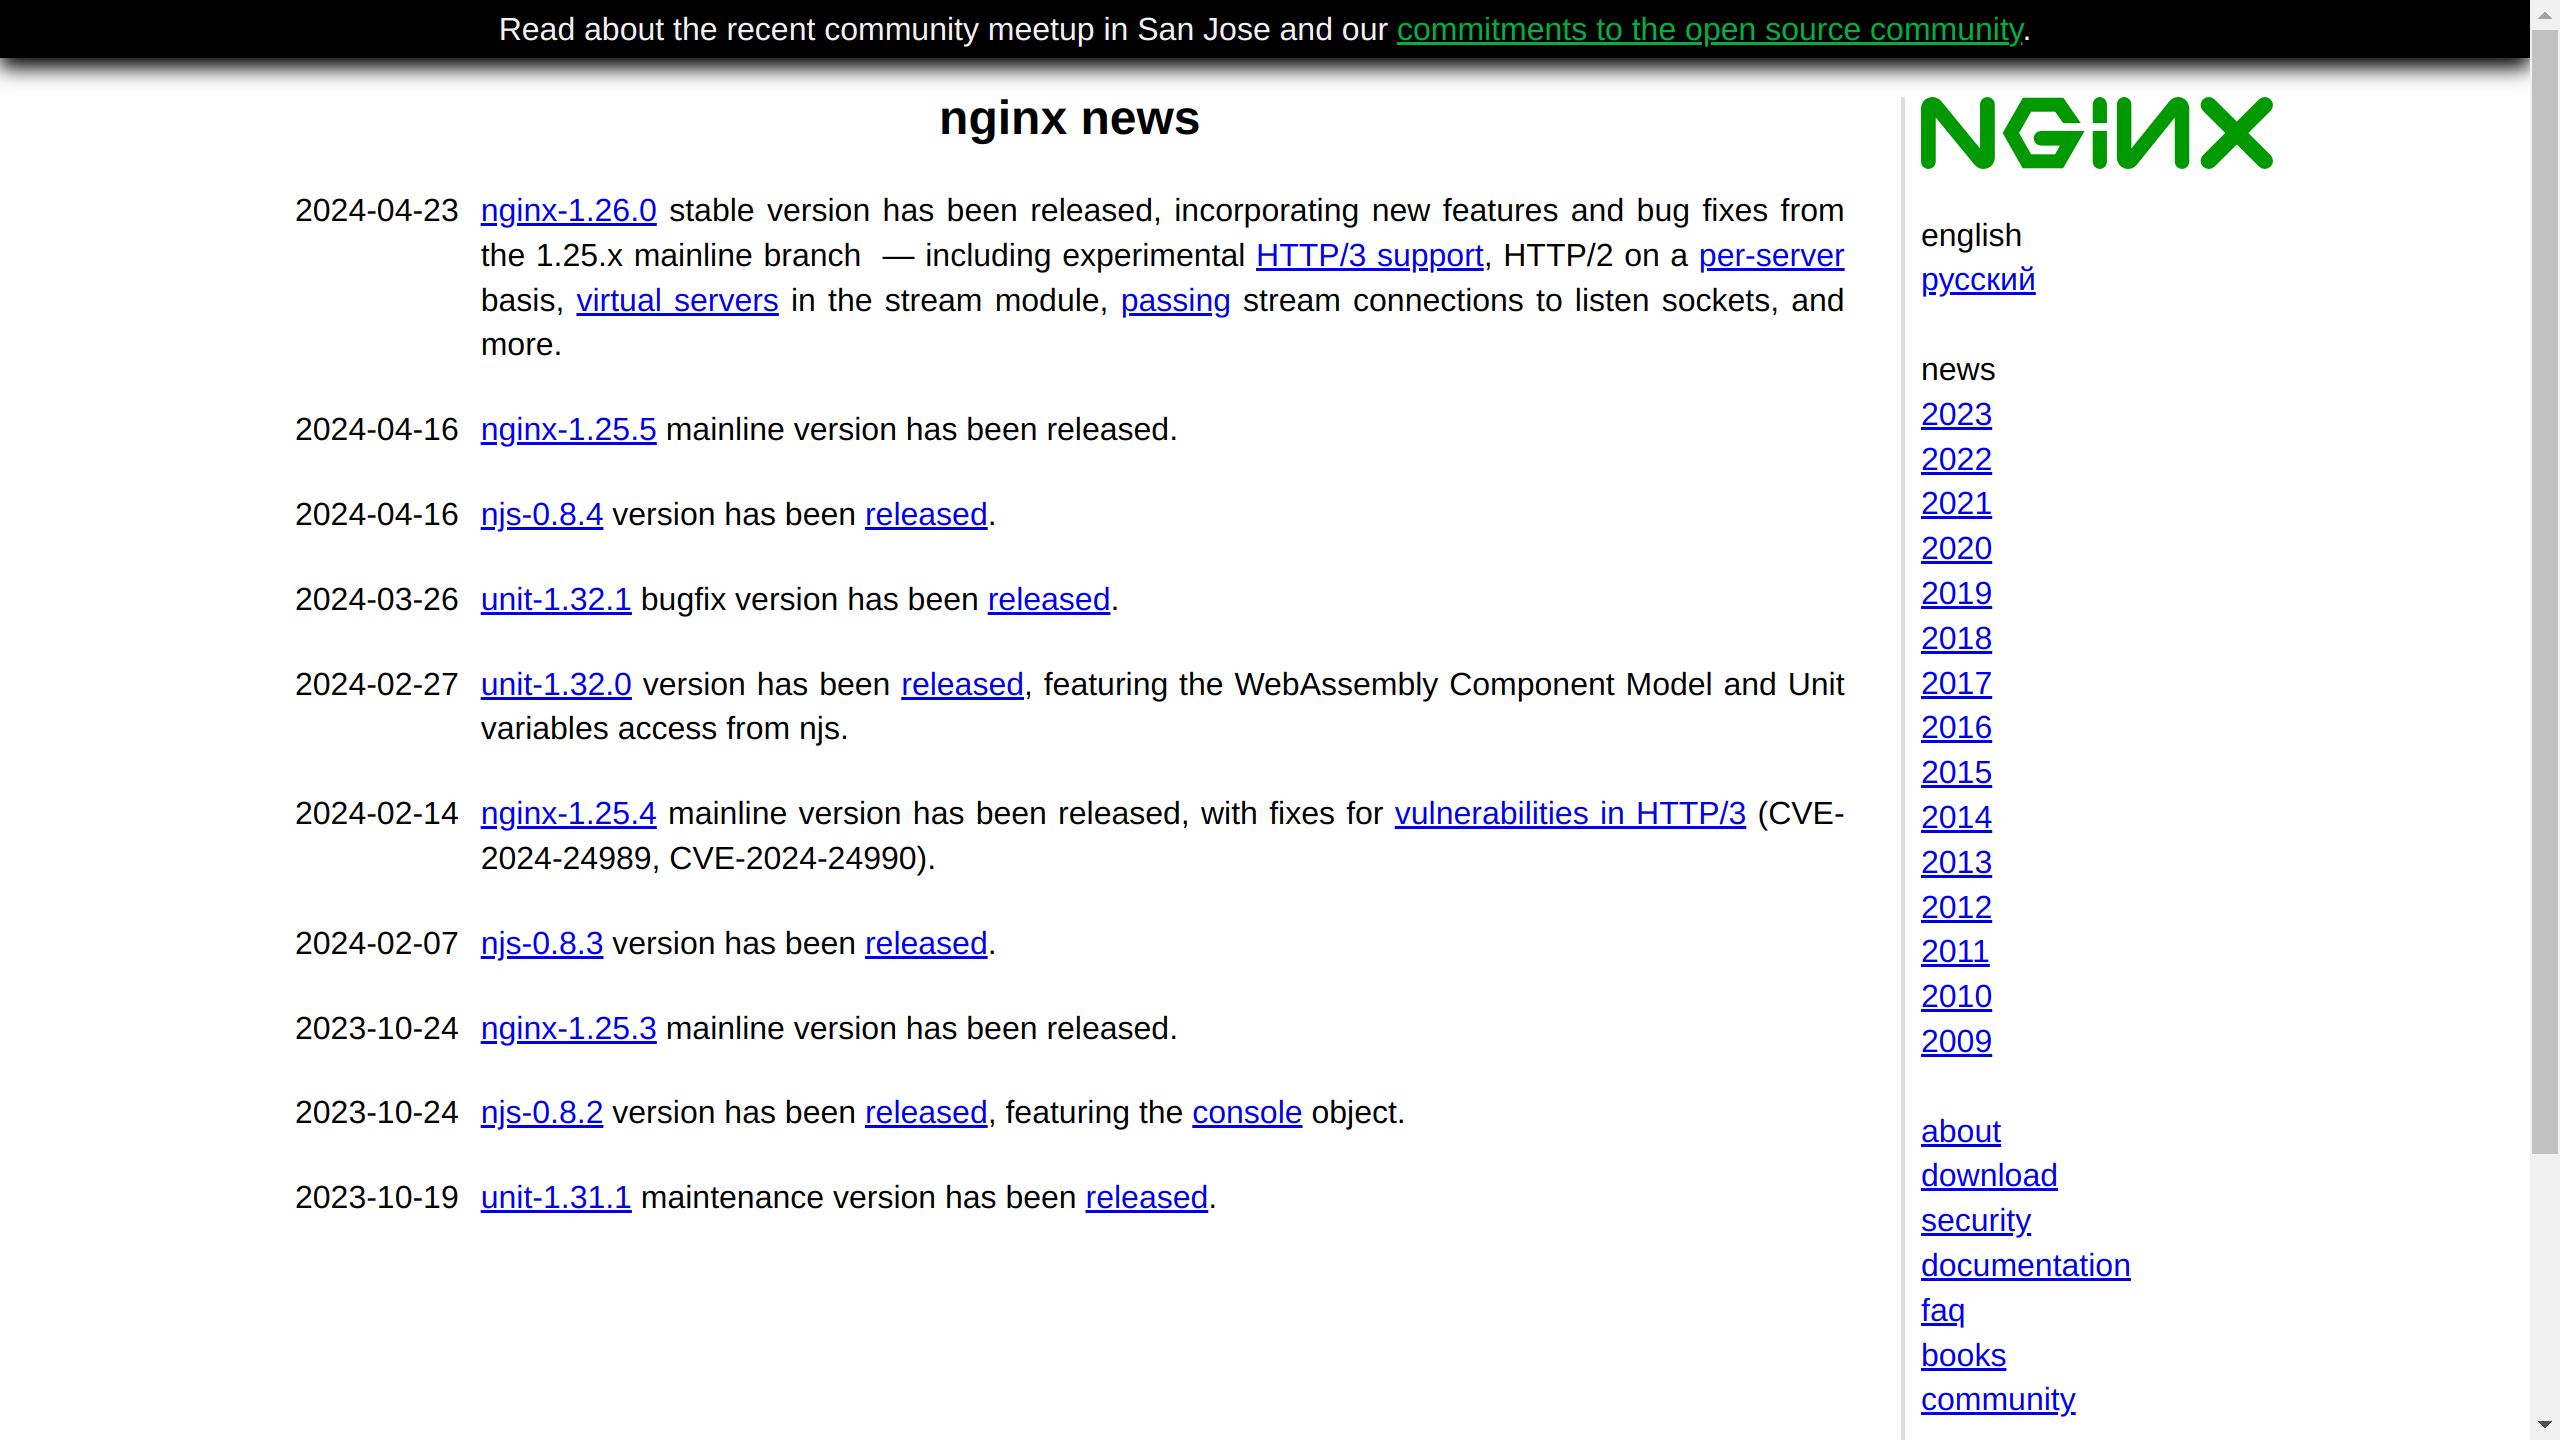 Read about the recent community meetup in San Jose and our commitments to the open source community.
nginx news
2024-04-23 nginx-1.26.0 stable version has been released, incorporating new features and bug fixes from
the 1.25.x mainline branch — including experimental HTTP/3 support, HTTP/2 on a per-server
basis, virtual servers in the stream module, passing stream connections to listen sockets, and
more.
2024-04-16 nginx-1.25.5 mainline version has been released.
2024-04-16 njs-0.8.4 version has been released.
2024-03-26 unit-1.32.1 bugfix version has been released.
2024-02-27 unit-1.32.0 version has been released, featuring the WebAssembly Component Model and Unit
variables access from njs.
2024-02-14 nginx-1.25.4 mainline version has been released, with fixes for vulnerabilities in HTTP/3 (CVE-
2024-24989, CVE-2024-24990).
2024-02-07 njs-0.8.3 version has been released.
2023-10-24 nginx-1.25.3 mainline version has been released.
2023-10-24 njs-0.8.2 version has been released, featuring the console object.
2023-10-19 unit-1.31.1 maintenance version has been released.
NGiNX
english
русский
news
2023
2022
2021
2020
2019
2018
2017
2016
2015
2014
2013
2012
2011
2010
2009
about
download
security
documentation
faq
books
community